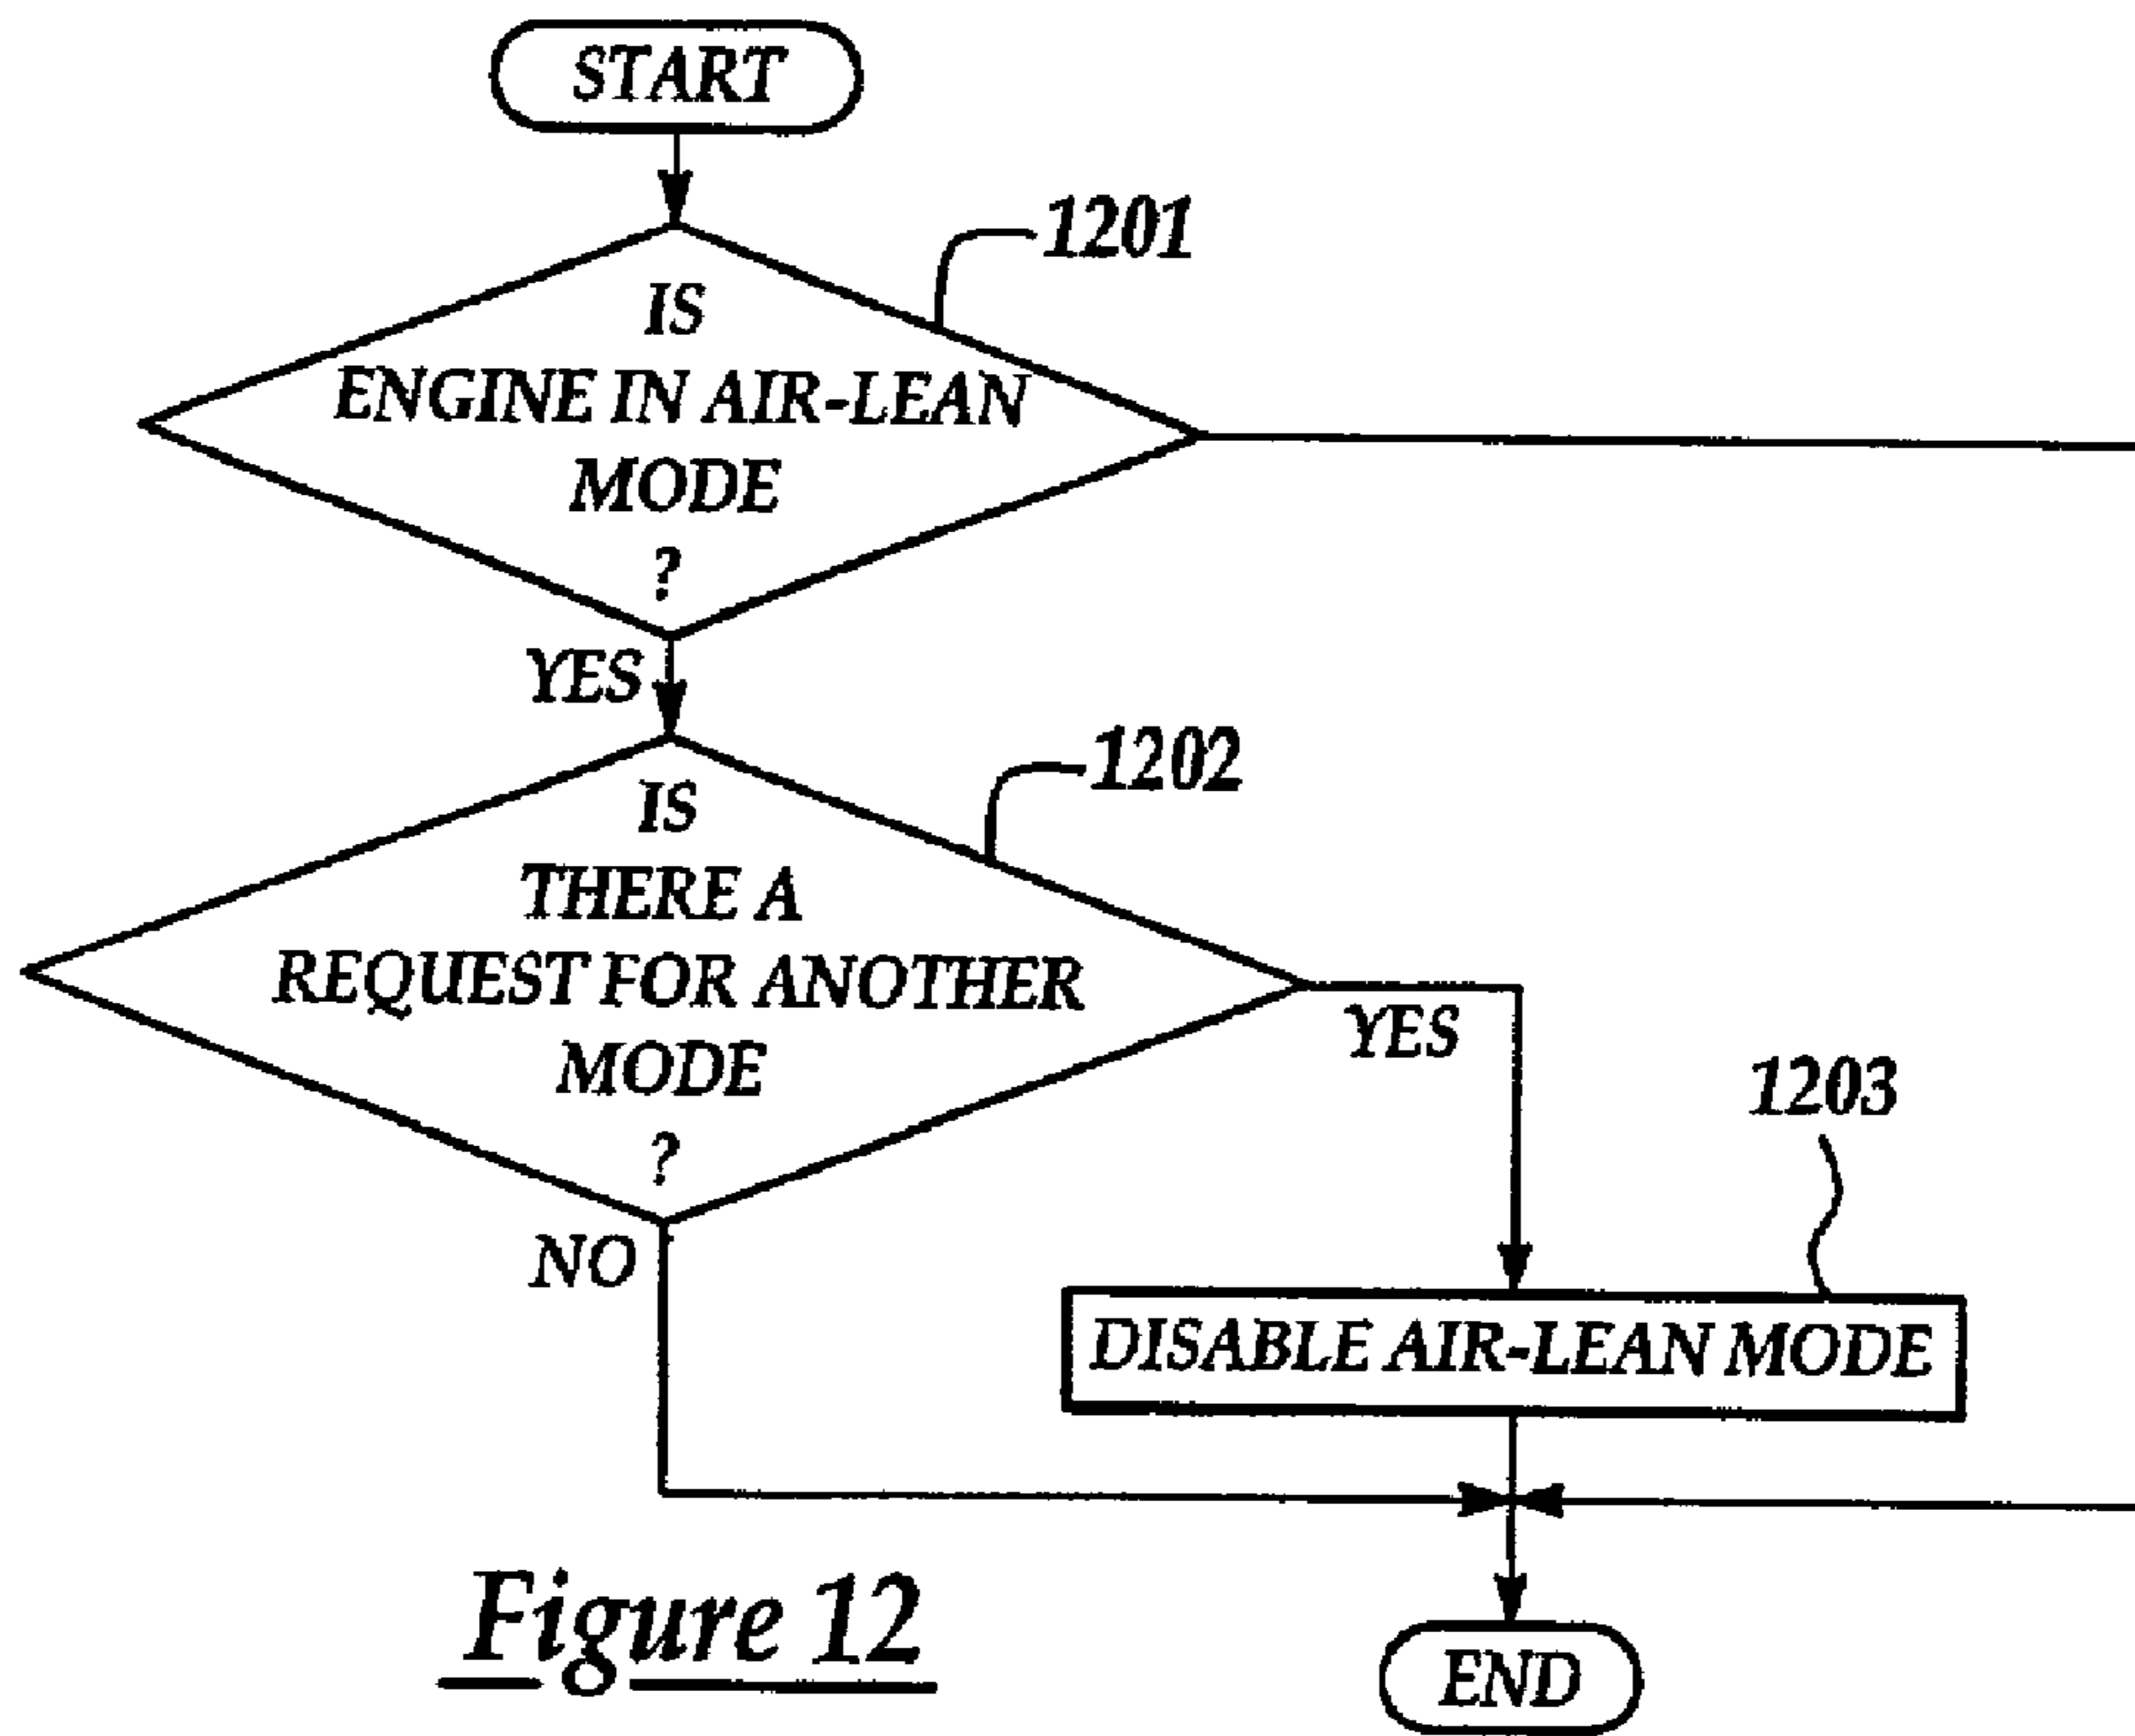 START
1201
IS
ENGINE IN AIR-LEAN
MODE
?
YES
1202
IS
THERE A
REQUEST FOR ANOTHER
MODE
?
YES
1203
NO
DISABLE AIR-LEAN MODE
Figure 12
END